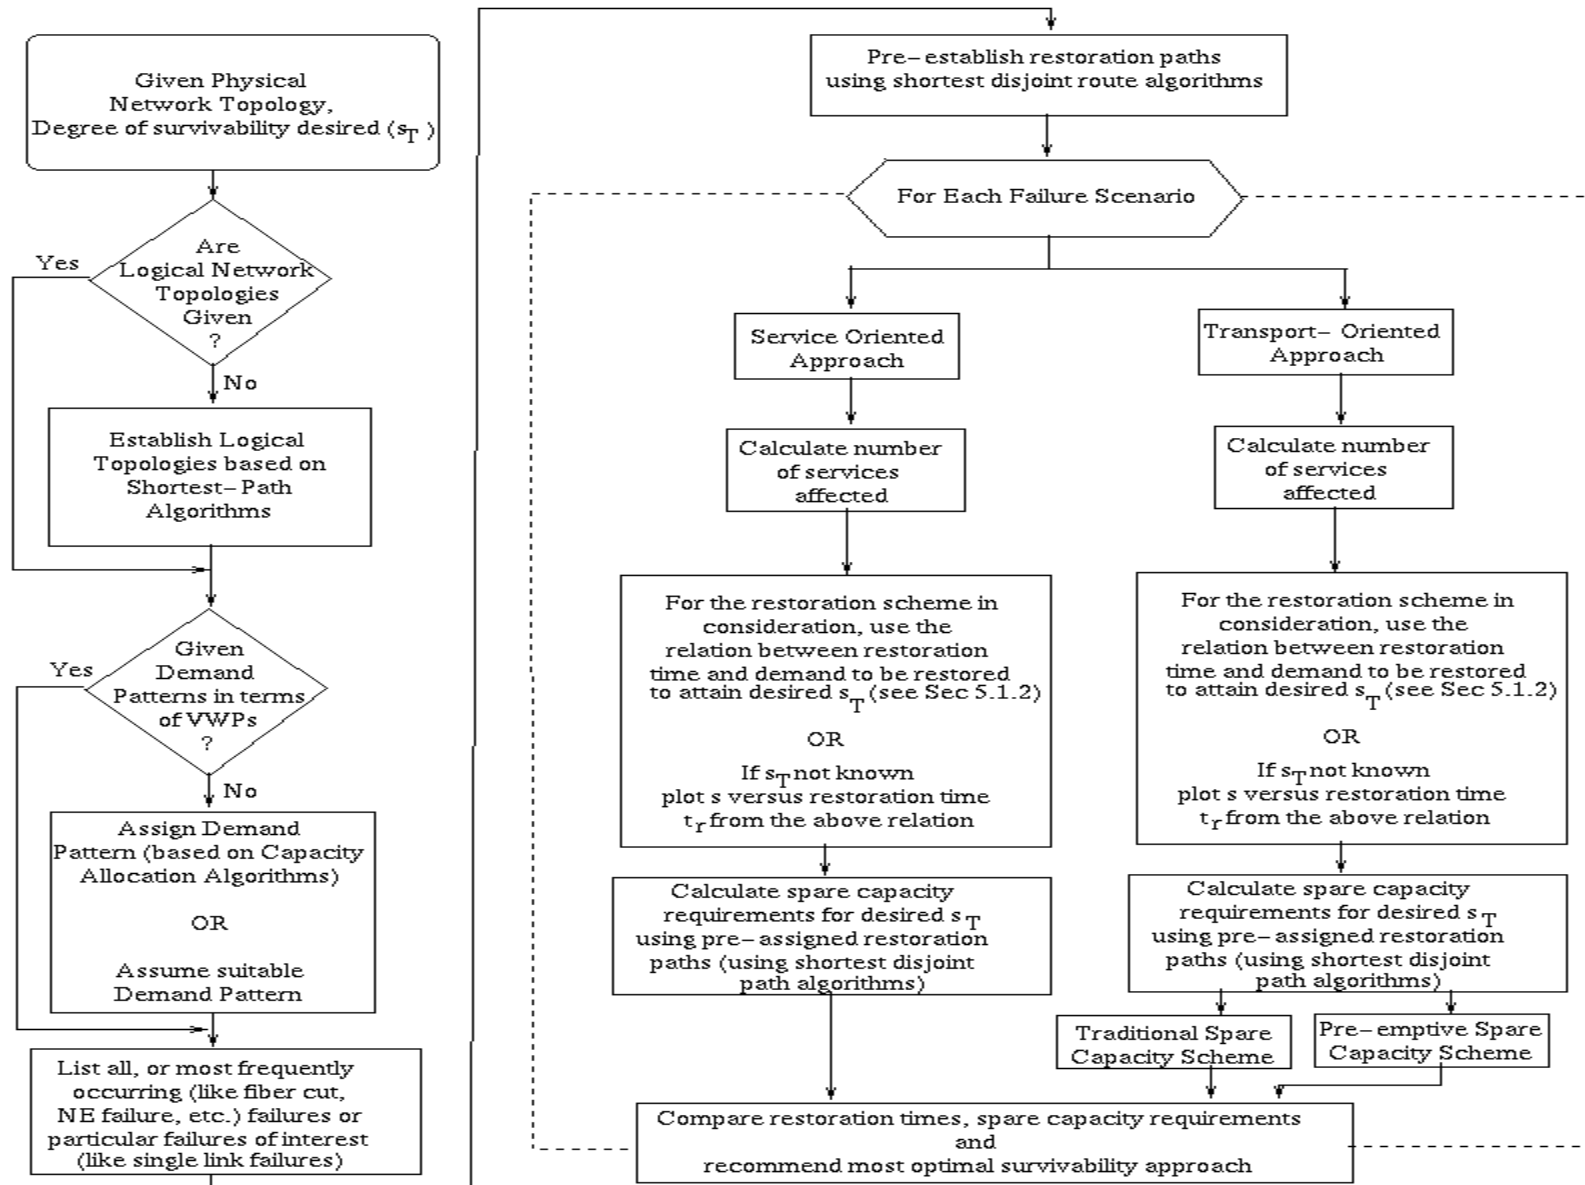 Given Physical
Network Topology,
Degree of survivability desired (s_T )
Are
Logical Network
Topologies
Given
?
Yes
No
Establish Logical
Topologies based on
Shortest- Path
Algorithms
Given
Demand
Patterns in terms
of VWPs
?
Yes
No
Assign Demand
Pattern (based on Capacity
Allocation Algorithms)
OR
Assume suitable
Demand Pattern
List all, or most frequently
occurring (like fiber cut,
NE failure, etc.) failures or
particular failures of interest
(like single link failures)
Pre- establish restoration paths
using shortest disjoint route algorithms
For Each Failure Scenario
Service Oriented
Approach
Calculate number
of services
affected
For the restoration scheme in
consideration, use the
relation between restoration
time and demand to be restored
to attain desired s_T (see Sec 5.1.2)
OR
If s_T not known
plot s versus restoration time
t_r from the above relation
Calculate spare capacity
requirements for desired s_T
using pre- assigned restoration
paths (using shortest disjoint
path algorithms)
Transport- Oriented
Approach
Calculate number
of services
affected
For the restoration scheme in
consideration, use the
relation between restoration
time and demand to be restored
to attain desired s_T (see Sec 5.1.2)
OR
If s_T not known
plot s versus restoration time
t_r from the above relation
Calculate spare capacity
requirements for desired s_T
using pre- assigned restoration
paths (using shortest disjoint
path algorithms)
Traditional Spare
Capacity Scheme
Pre- emptive Spare
Capacity Scheme
Compare restoration times, spare capacity requirements
and
recommend most optimal survivability approach